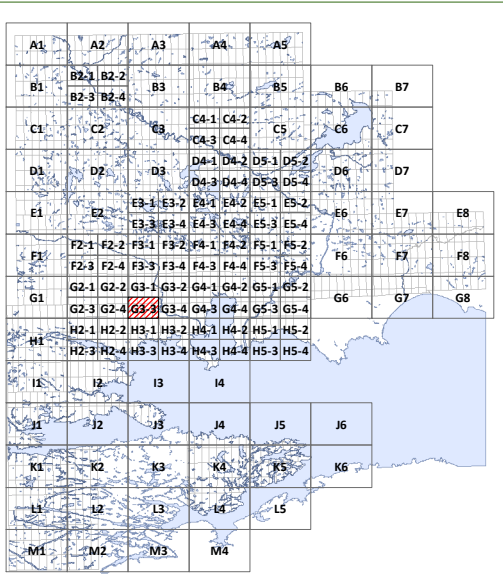 A1 A2 A3 A4 A5
B2-1 B2-2
B1 B3 B4 B5 B6 B7
B2-3 B2-4
C4-1 C4-2
C1 C2 C3 C5 C6 C7
C4-3 C4-4
D4-1 D4-2 D5-1 D5-2
D1 D2 D3 D6 D7
D4-3 D4-4 D5-3 D5-4
E3-1 E3-2 E4-1 E4-2 E5-1 E5-2
E1 E2 E6 E7 E8
E3-3 E3-4 E4-3 E4-4 E5-3 E5-4
F2-1 F2-2 F3-1 F3-2 F4-1 F4-2 F5-1 F5-2
F1 F6 F7 F8
F2-3 F2-4 F3-3 F3-4 F4-3 F4-4 F5-3 F5-4
G2-1 G2-2 G3-1 G3-2 G4-1 G4-2 G5-1 G5-2
G1 G6 G7 G8
G2-3 G2-4 G3-3 G3-4 G4-3 G4-4 G5-3 G5-4
H2-1 H2-2 H3-1 H3-2 H4-1 H4-2 H5-1 H5-2
H1
H2-3 H2-4 H3-3 H3-4 H4-3 H4-4 H5-3 H5-4
I1 I2 I3 I4
J1 J2 J3 J4 J5 J6
K1 K2 K3 K4 K5 K6
L1 L2 L3 L4 L5
M1 M2 M3 M4